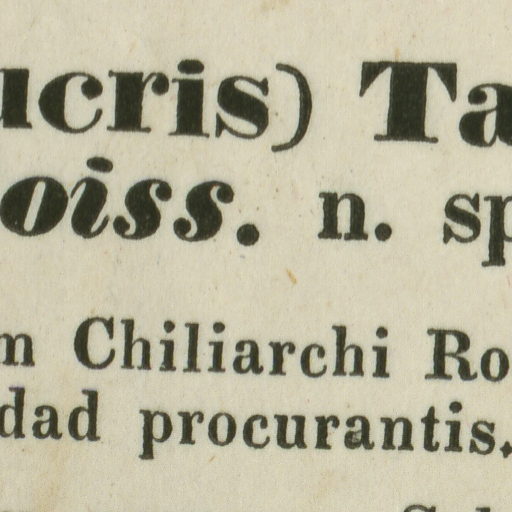 ucris) Ta
oiss. n. sp
m Chiliarchi Ro
dad procurantis.